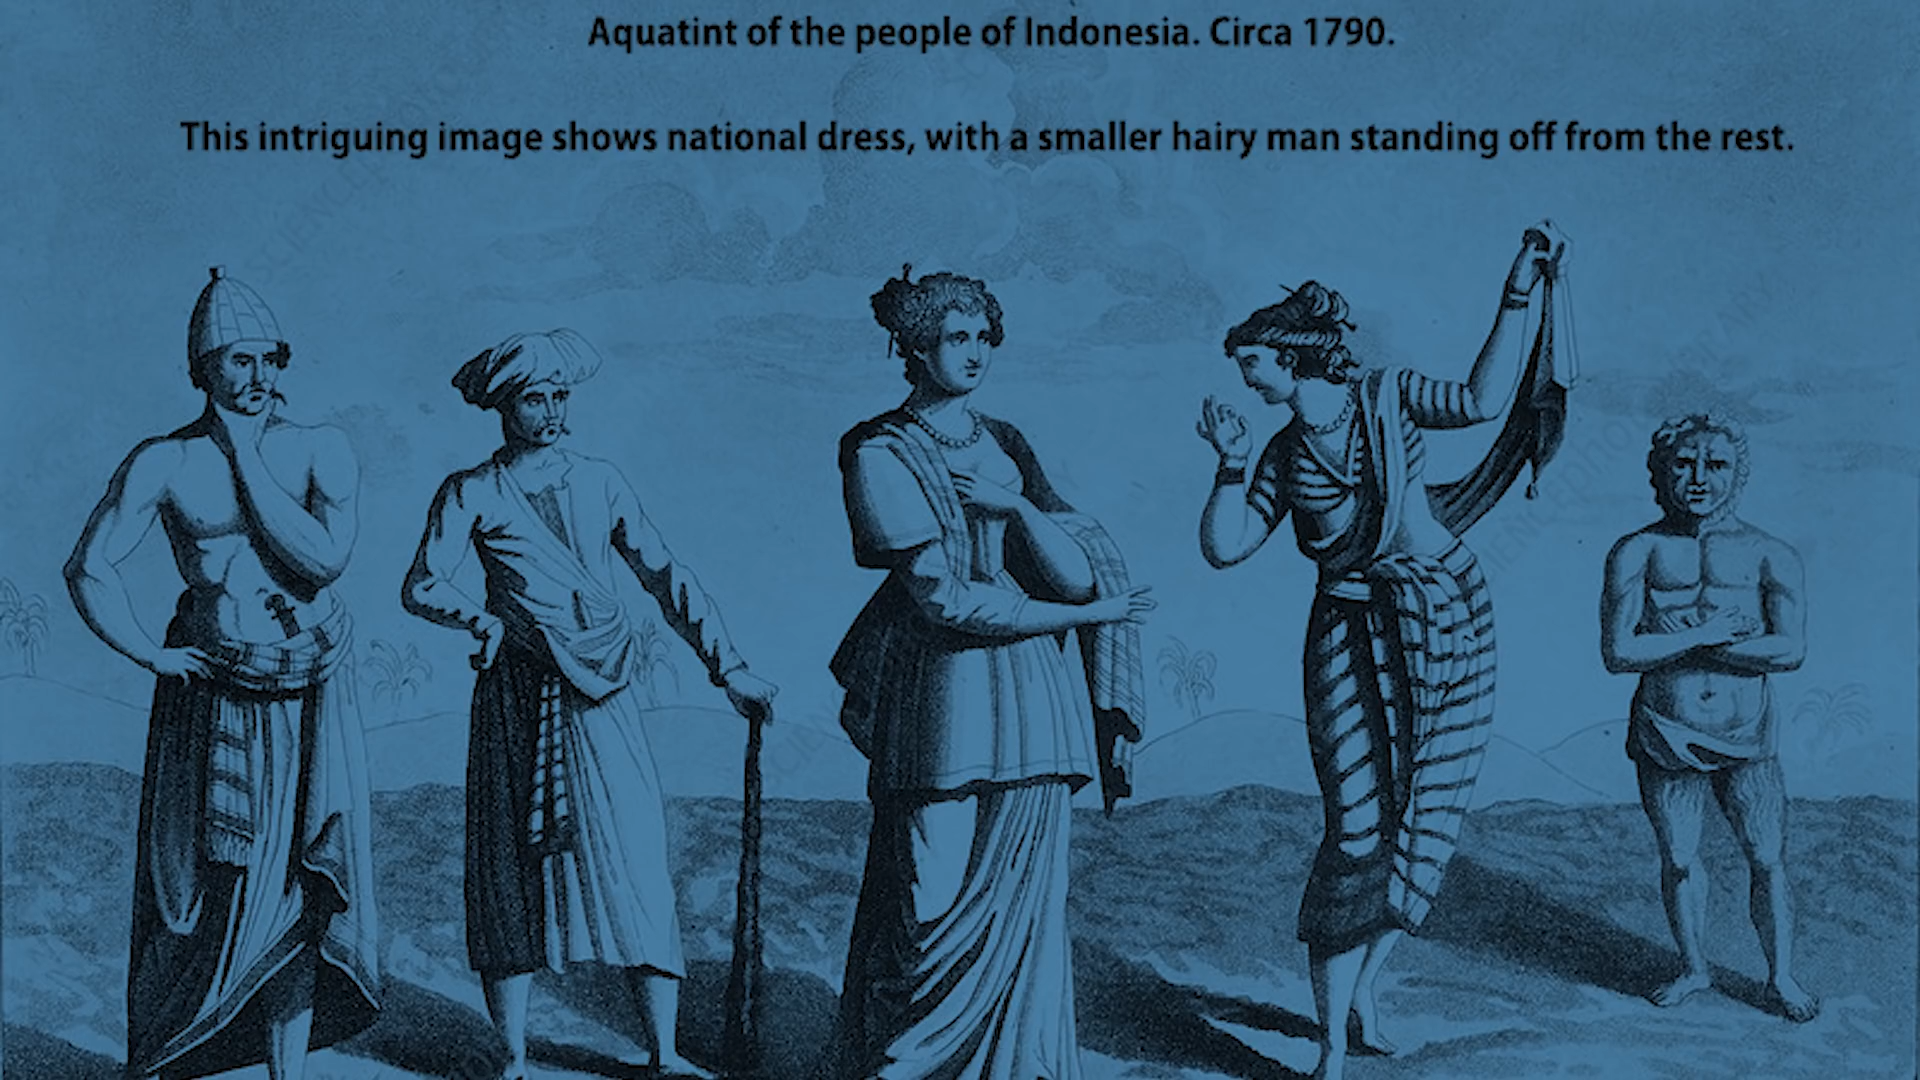 Aquatint of the people of Indonesia. Circa 1790.
This intriguing image shows national dress, with a smaller hairy man standing off from the rest.